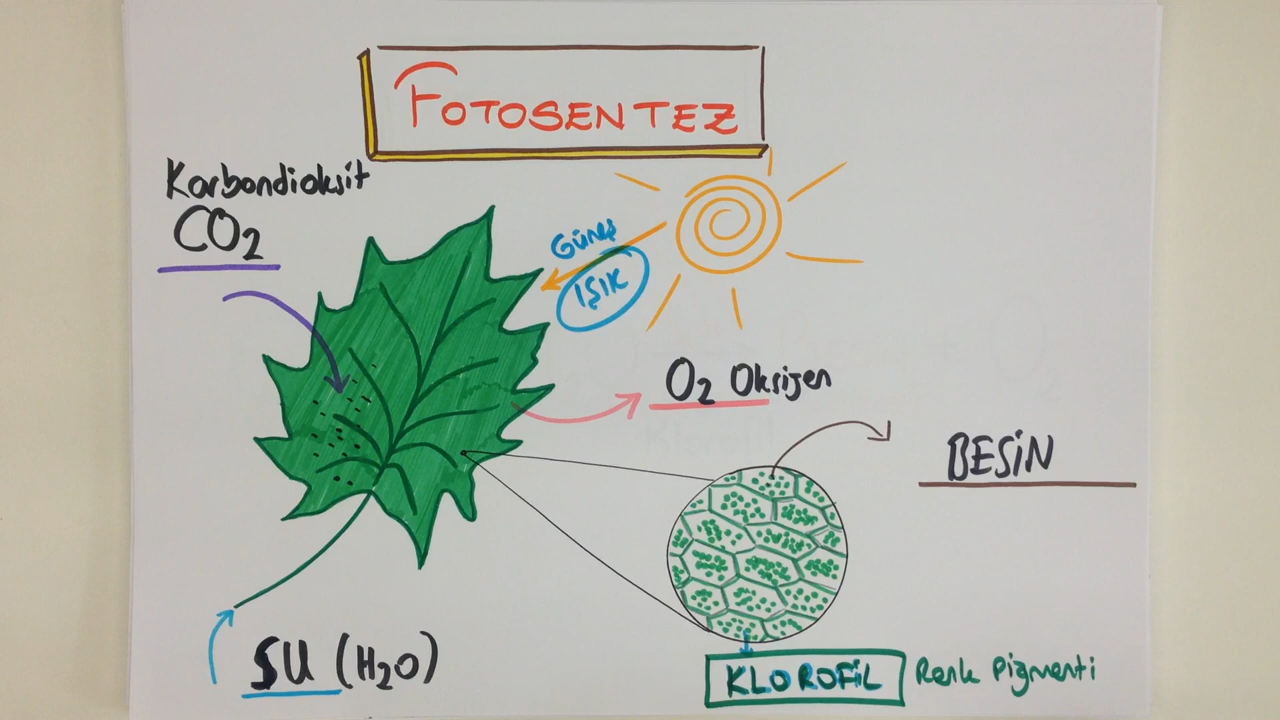 FOTOSENTEZ
Karbondioksit
CO2
Güneş
IŞIK
O2 Oksijen
BESİN
SU (H2O)
KLOROFİL Renk Pigmenti